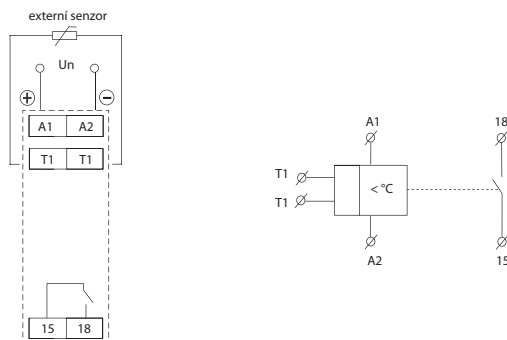 externí senzor
Un
+ −
A1 A2
T1 T1
15 18
A1 18
T1
< °C
T1
A2 15